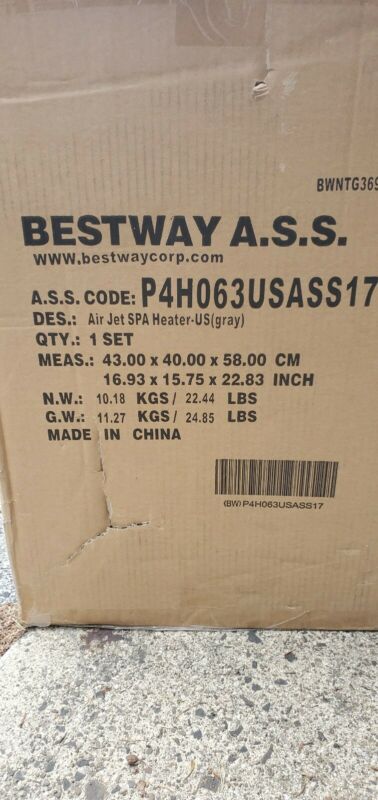 BWNTG369
BESTWAY A.S.S.
www.bestwaycorp.com
A.S.S. CODE: P4H063USASS17
DES.: Air Jet SPA Heater-US(gray)
QTY.: 1 SET
MEAS.: 43.00 x 40.00 x 58.00 CM
16.93 x 15.75 x 22.83 INCH
N.W.: 10.18 KGS/ 22.44 LBS
G.W.: 11.27 KGS/ 24.85 LBS
MADE IN CHINA
(BW)P4H063USASS17